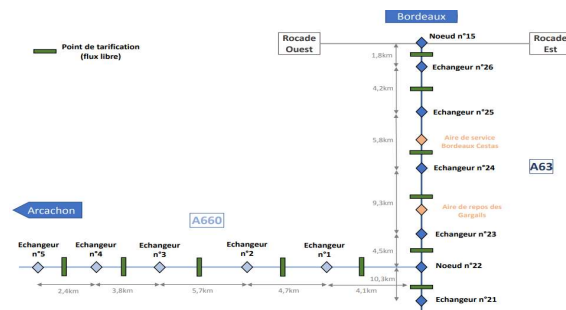 Bordeaux
Point de tarification
(flux libre)
Rocade
Ouest
Noeud n°15
Rocade
Est
1,8km
Echangeur n°26
4,2km
Echangeur n°25
5,8km
Aire de service
Bordeaux Cestas
Echangeur n°24
A63
9,3km
Aire de repos des
Gargails
Arcachon
A660
Echangeur n°23
Echangeur
n°5
Echangeur
n°4
Echangeur
n°3
Echangeur
n°2
Echangeur
n°1
4,5km
Noeud n°22
2,4km
3,8km
5,7km
4,7km
4,1km
10,3km
Echangeur n°21